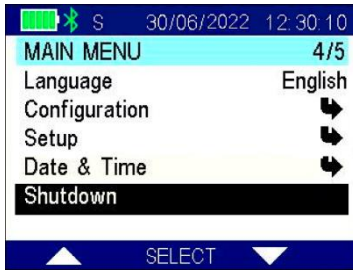 S 30/06/2022 12:30:10
MAIN MENU 4/5
Language English
Configuration
Setup
Date & Time
Shutdown
SELECT